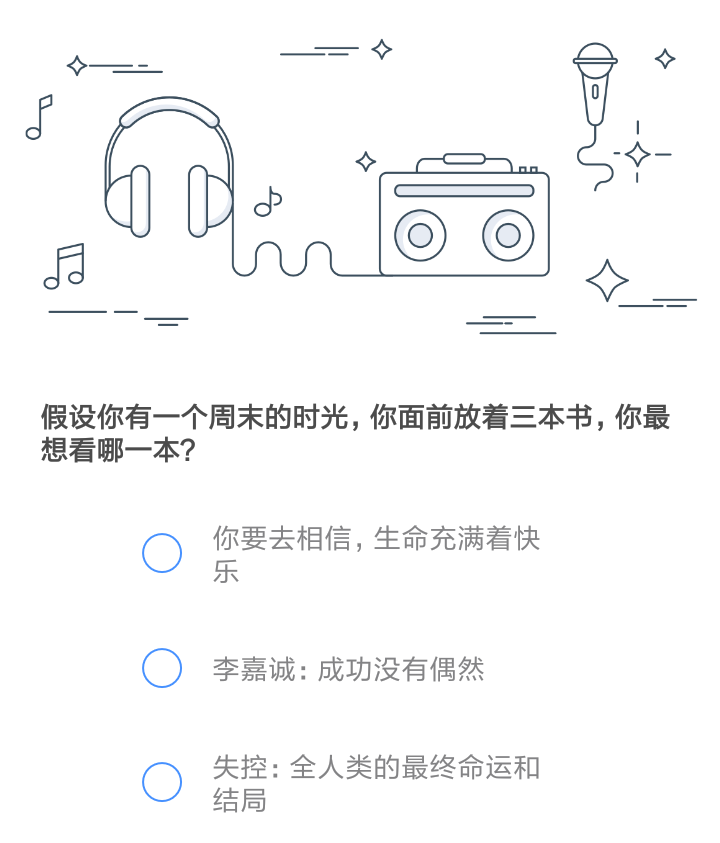 假设你有一个周末的时光，你面前放着三本书，你最
想看哪一本？
你要去相信，生命充满着快
乐
李嘉诚：成功没有偶然
失控：全人类的最终命运和
结局